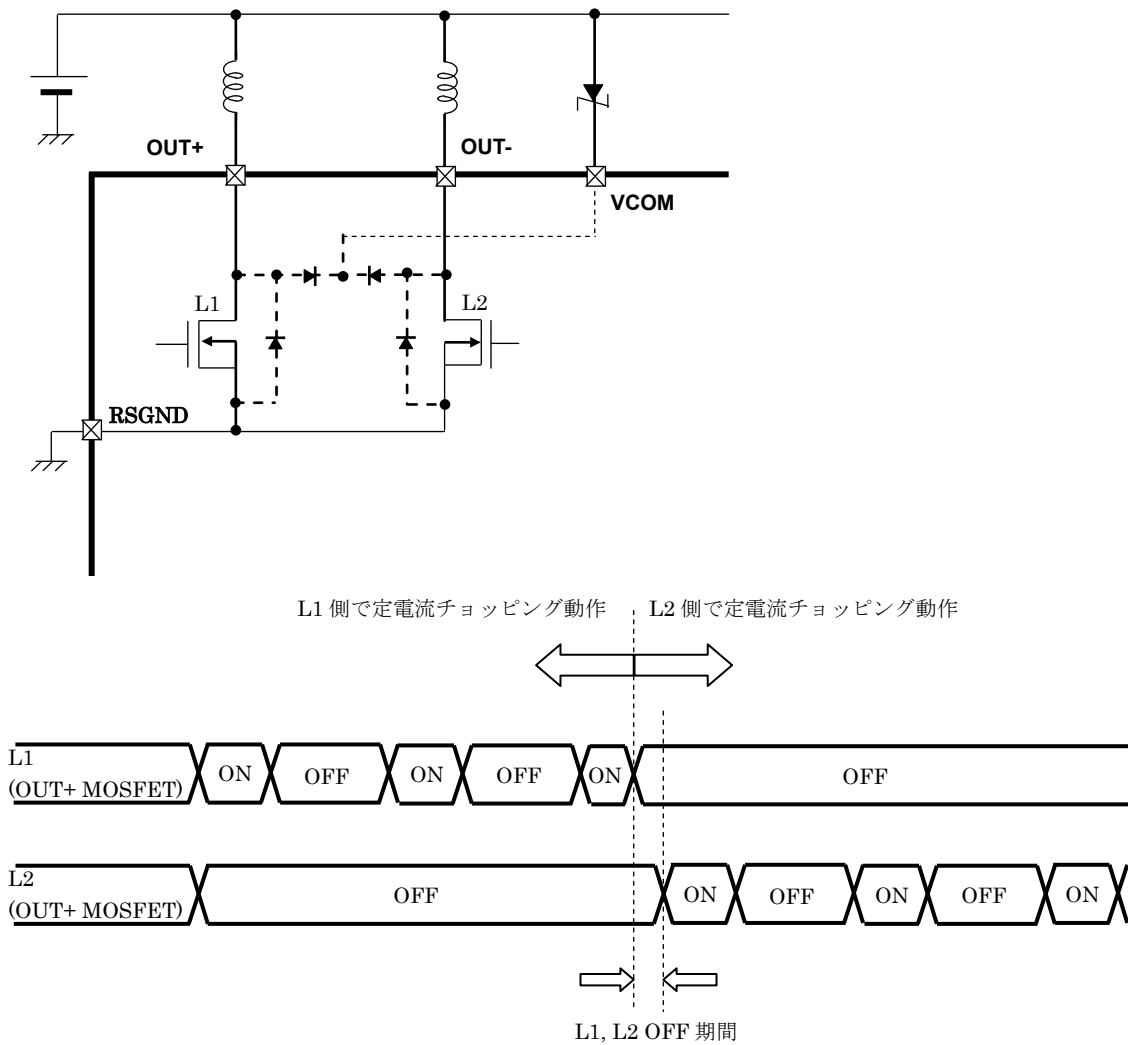 OUT+
OUT-
VCOM
L1
L2
RSGND
L1 側で定電流チョッピング動作
L2 側で定電流チョッピング動作
L1
(OUT+ MOSFET)
ON
OFF
ON
OFF
ON
OFF
L2
(OUT+ MOSFET)
OFF
ON
OFF
ON
OFF
ON
L1, L2 OFF 期間